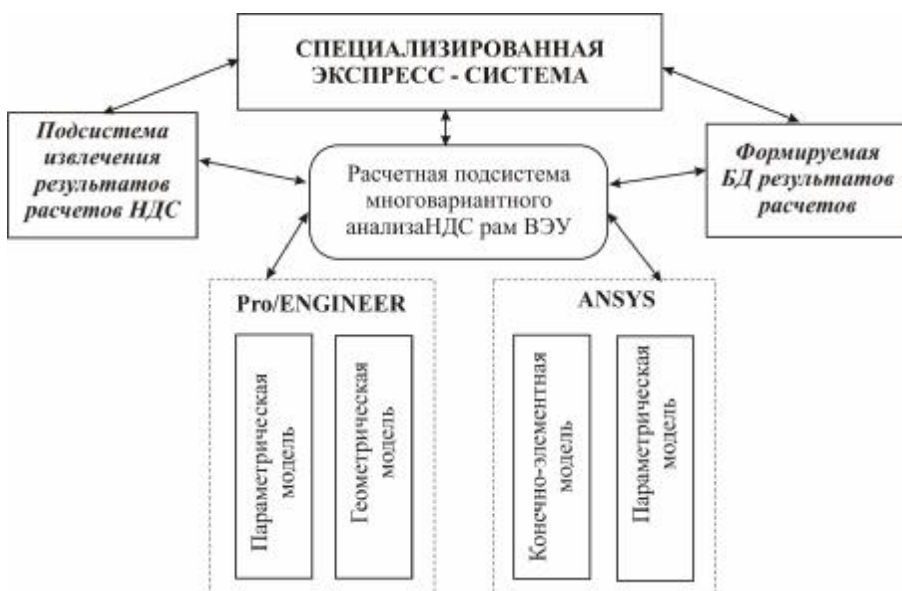 СПЕЦИАЛИЗИРОВАННАЯ
ЭКСПРЕСС - СИСТЕМА
Подсистема
извлечения
результатов
расчетов НДС
Расчетная подсистема
многовариантного
анализаНДС рам ВЭУ
Формируемая
БД результатов
расчетов
Pro/ENGINEER
Параметрическая
модель
Геометрическая
модель
ANSYS
Конечно-элементная
модель
Параметрическая
модель